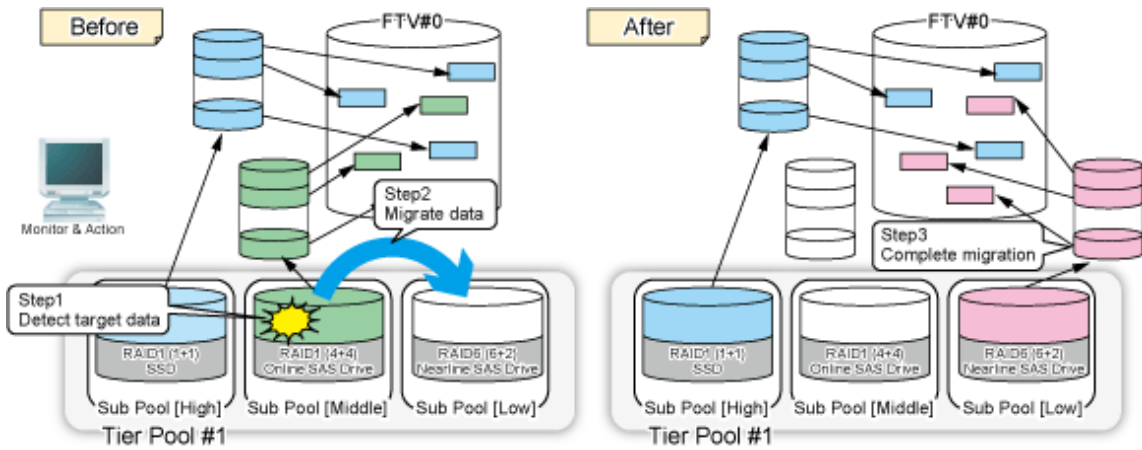 Before
FTV#0
Step2
Migrate data
Monitor & Action
Step1
Detect target data
RAID1 (1+1)
SSD
RAID1 (4+4)
Online SAS Drive
RAID6 (6+2)
Nearline SAS Drive
Sub Pool [High]
Sub Pool [Middle]
Sub Pool [Low]
Tier Pool #1
After
FTV#0
Step3
Complete migration
RAID1 (1+1)
SSD
RAID1 (4+4)
Online SAS Drive
RAID6 (6+2)
Nearline SAS Drive
Sub Pool [High]
Sub Pool [Middle]
Sub Pool [Low]
Tier Pool #1